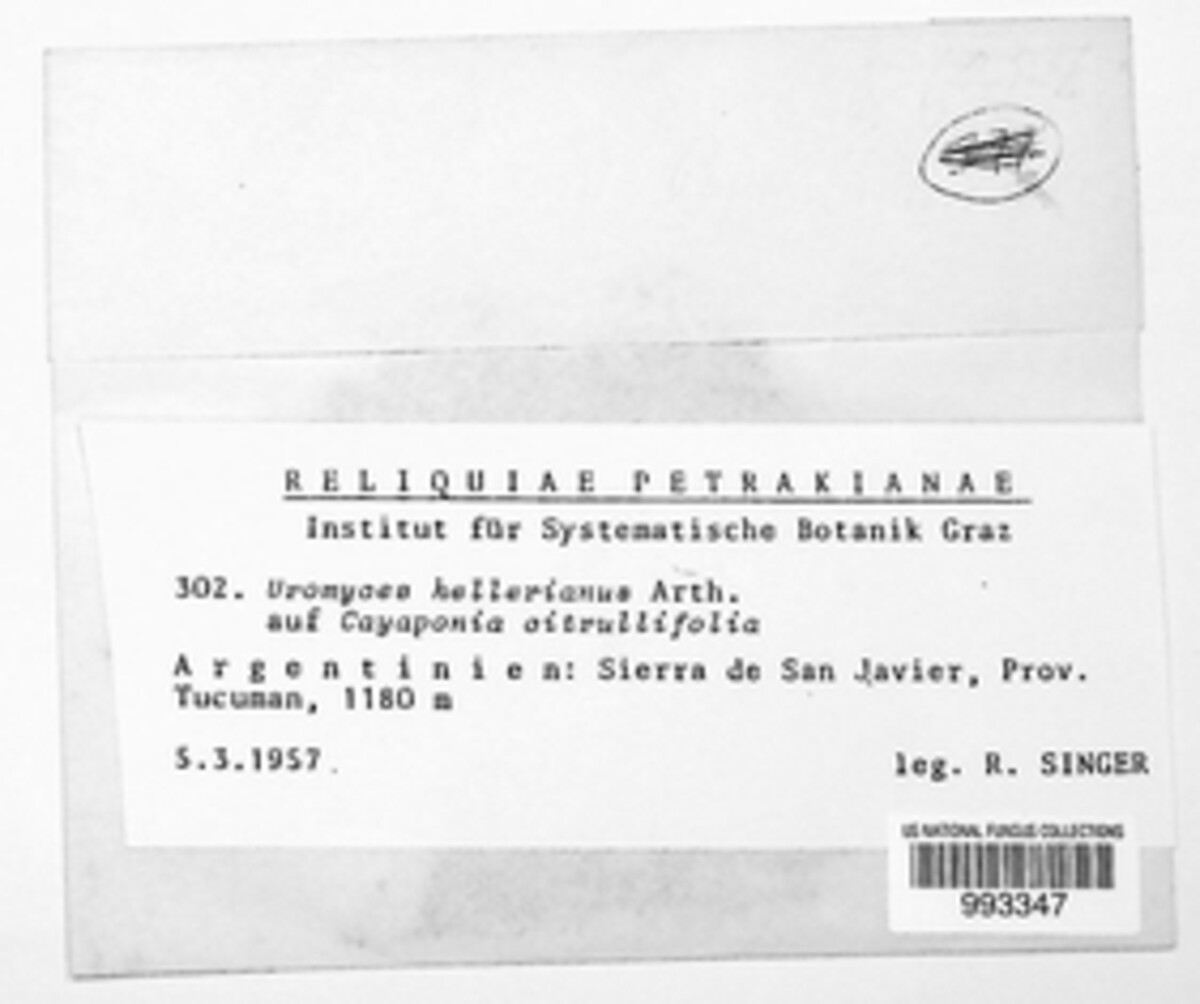 RELIQUIAE PETRAKIANAE
Institut für Systematische Botanik Graz
302. Uromyces hellerianus Arth.
auf Cayaponia citrullifolia
Argentinien: Sierra de San Javier, Prov.
Tucuman, 1180 m
5.3.1957.
leg. R. SINGER
US NATIONAL FUNGUS COLLECTIONS
993347